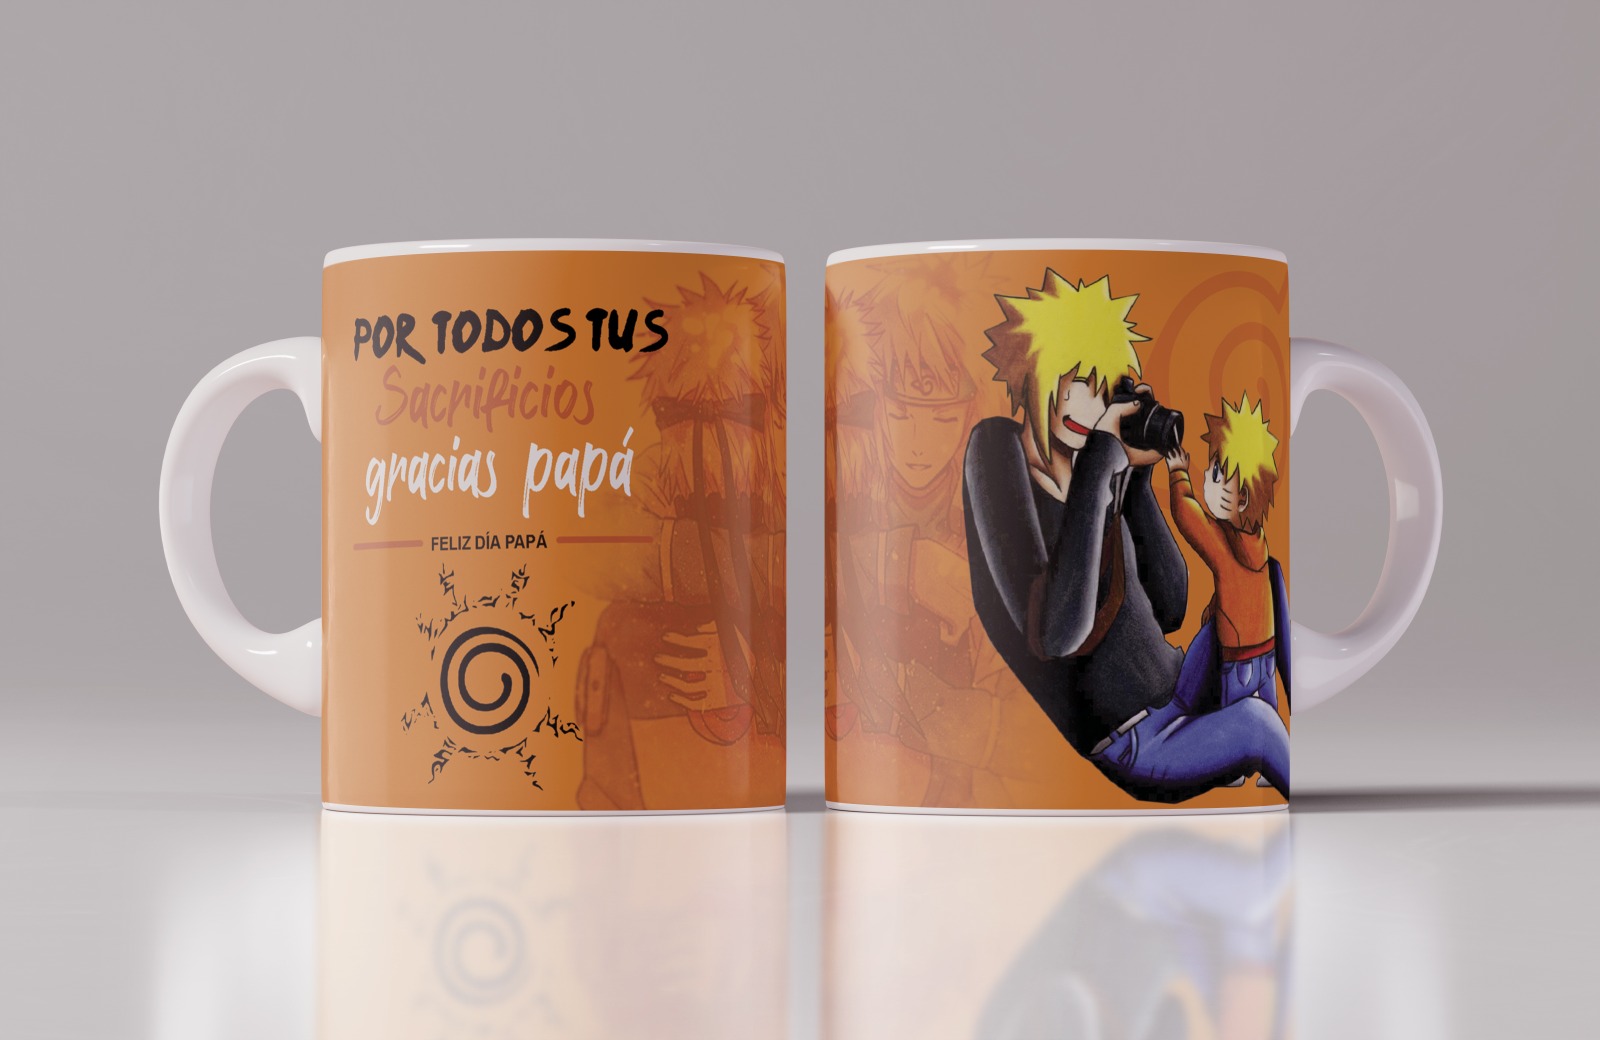 POR TODOS TUS
Sacrificios
gracias papá
FELIZ DÍA PAPÁ